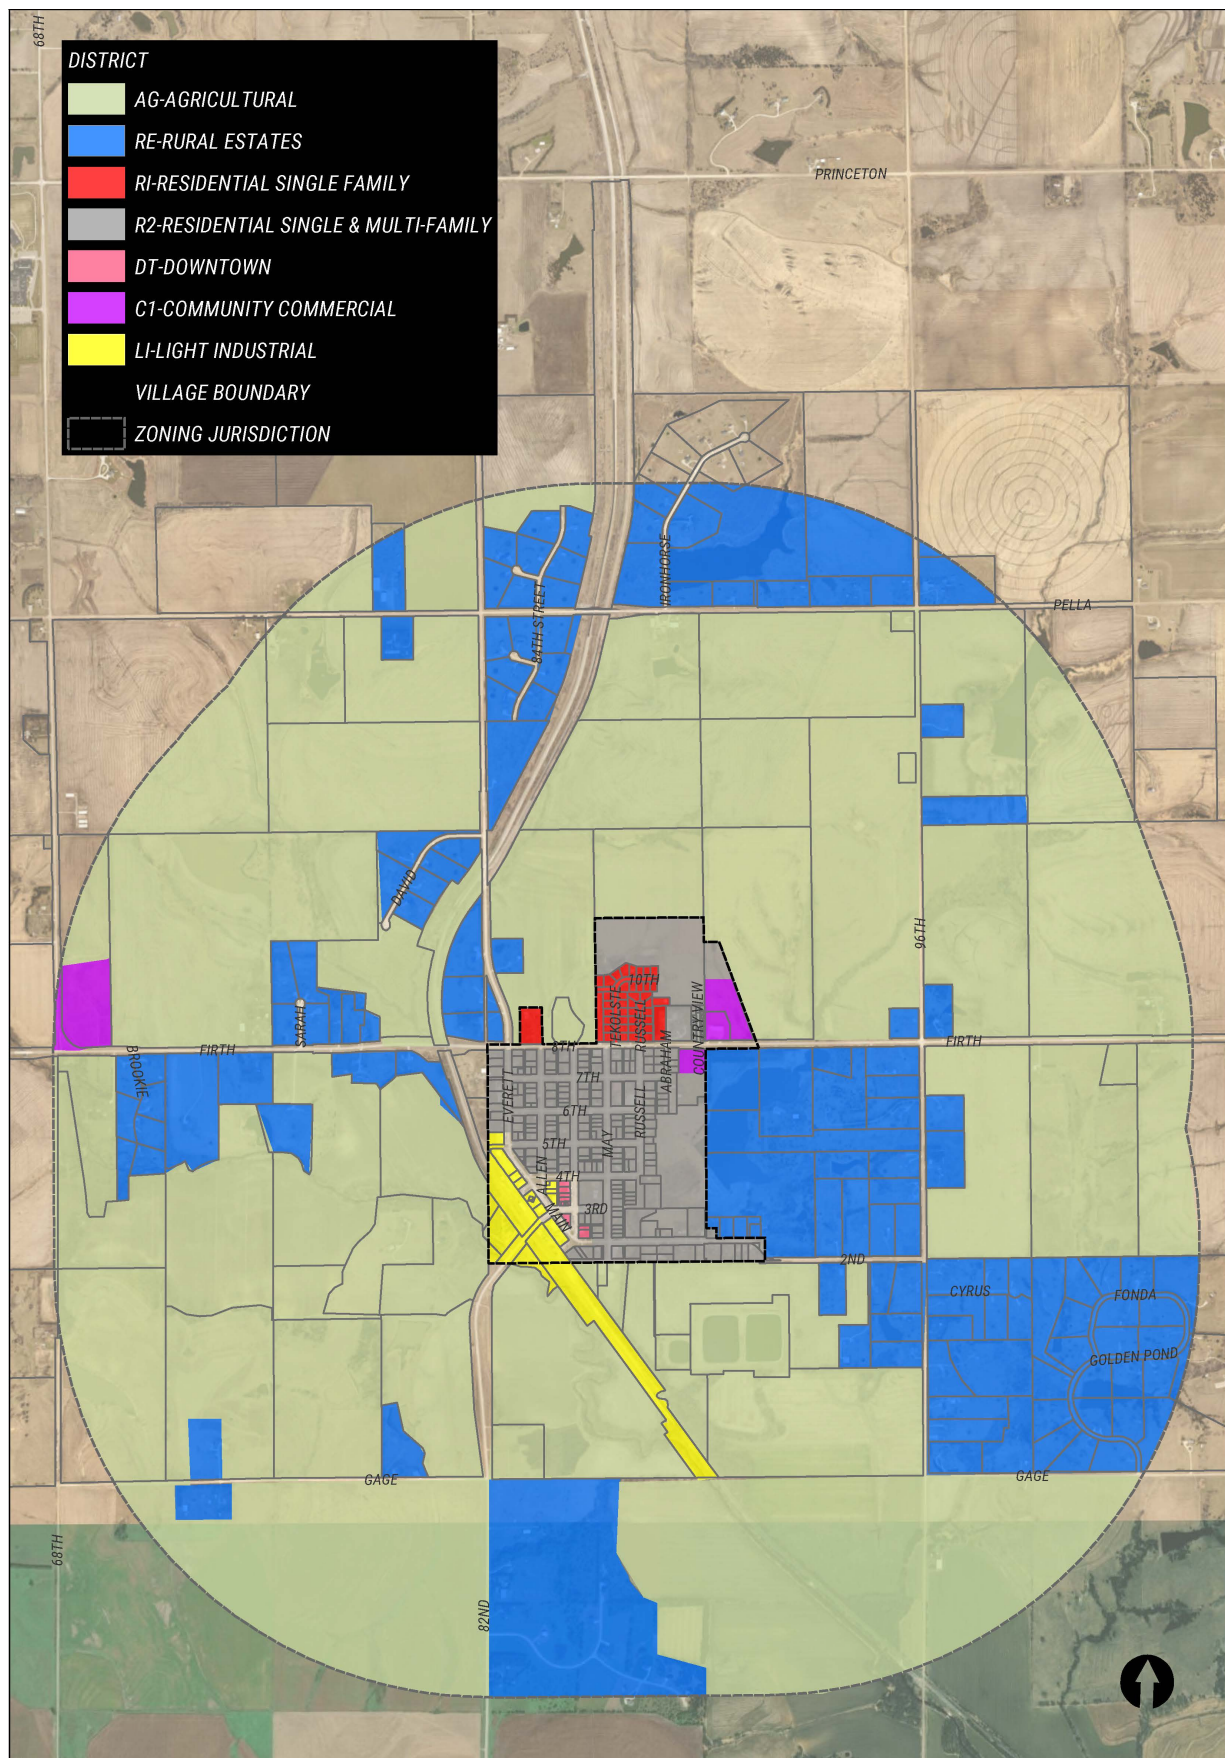 68TH
DISTRICT
AG-AGRICULTURAL
RE-RURAL ESTATES
RI-RESIDENTIAL SINGLE FAMILY
R2-RESIDENTIAL SINGLE & MULTI-FAMILY
DT-DOWNTOWN
C1-COMMUNITY COMMERCIAL
LI-LIGHT INDUSTRIAL
VILLAGE BOUNDARY
ZONING JURISDICTION
PRINCETON
IRONHORSE
PELLA
84TH STREET
DAVID
96TH
10TH
TEKOLSTE
RUSSELL
COUNTRY VIEW
SARAH
FIRTH
8TH
FIRTH
BROOKIE
ABRAHAM
7TH
EVERETT
6TH
RUSSELL
5TH
MAY
4TH
ALLEN
3RD
MAIN
2ND
CYRUS
FONDA
GOLDEN POND
GAGE
GAGE
68TH
82ND